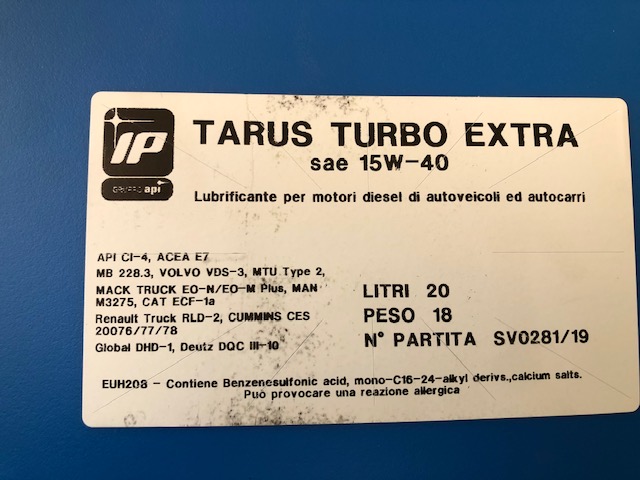 IP
GRUPPO api
TARUS TURBO EXTRA
sae 15W-40
Lubrificante per motori diesel di autoveicoli ed autocarri
API CI-4, ACEA E7
MB 228.3, VOLVO VDS-3, MTU Type 2,
MACK TRUCK EO-N/EO-M Plus, MAN
M3275, CAT ECF-1a
Renault Truck RLD-2, CUMMINS CES
20076/77/78
Global DHD-1, Deutz DQC III-10
LITRI 20
PESO 18
N° PARTITA SV0281/19
EUH208 - Contiene Benzenesulfonic acid, mono-C16-24-alkyl derivs.,calcium salts.
Può provocare una reazione allergica